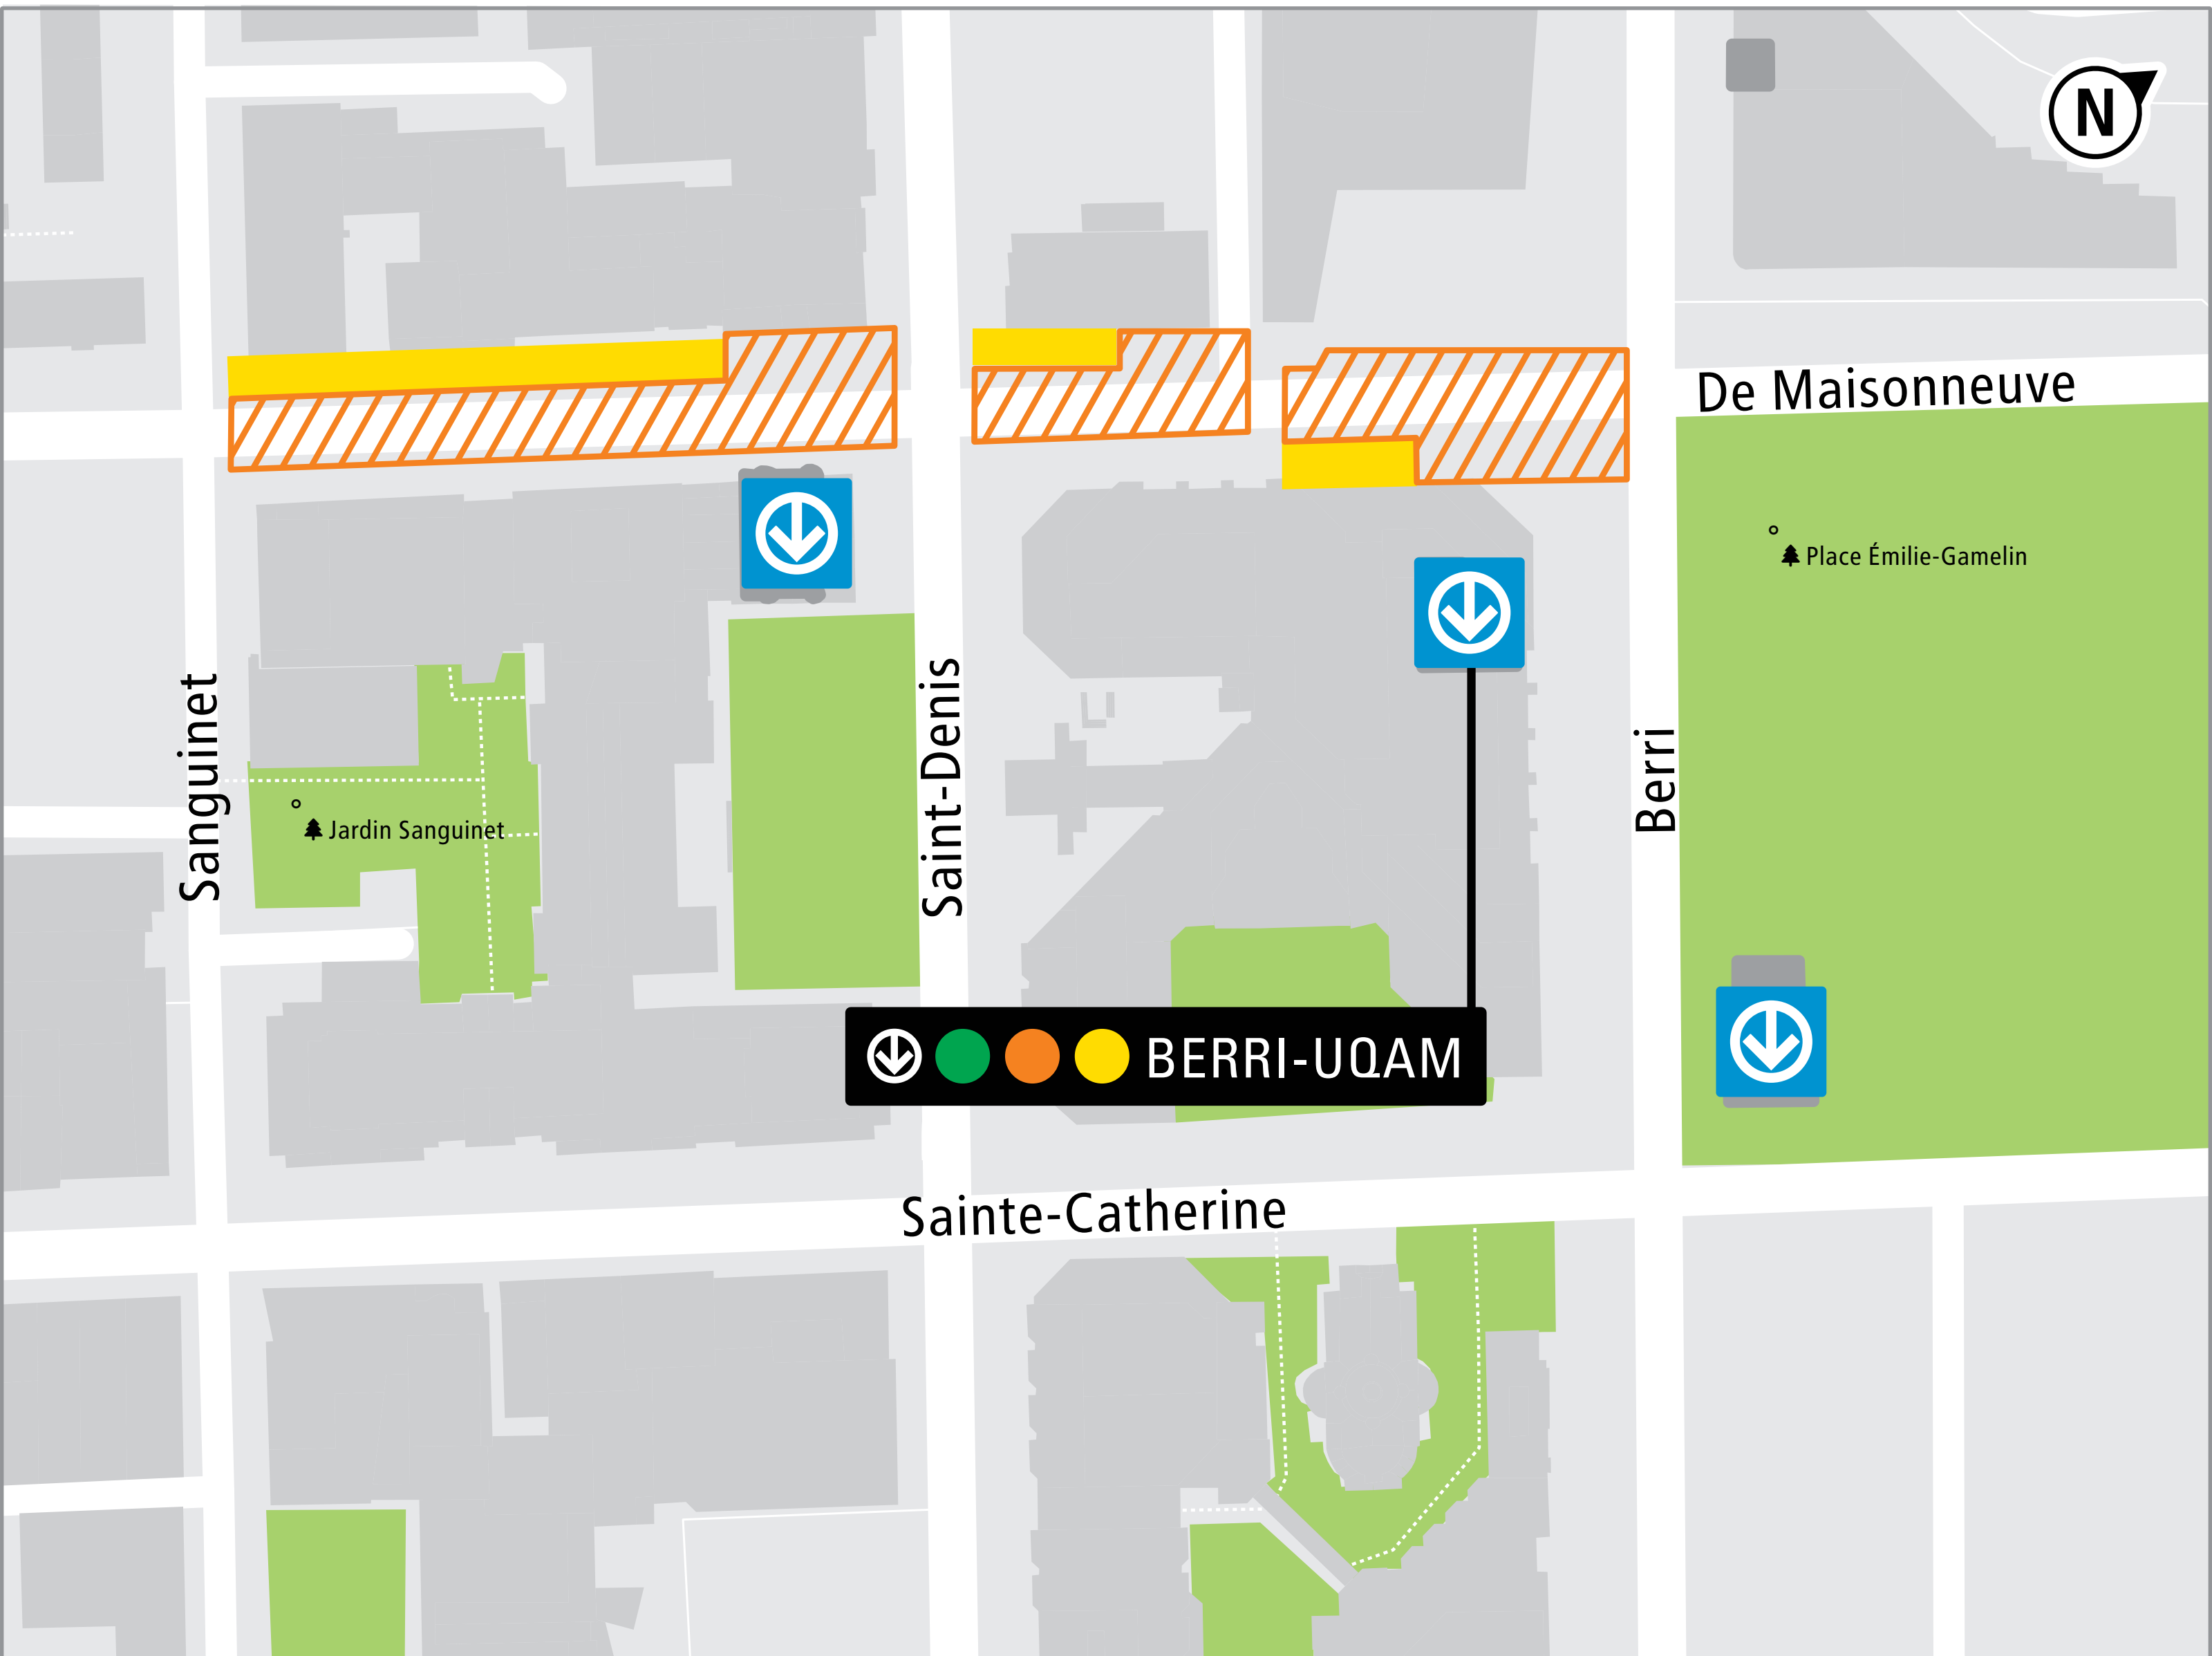 N
De Maisonneuve
Place Émilie-Gamelin
Sanguinet
Saint-Denis
Berri
Jardin Sanguinet
BERRI-UQAM
Sainte-Catherine